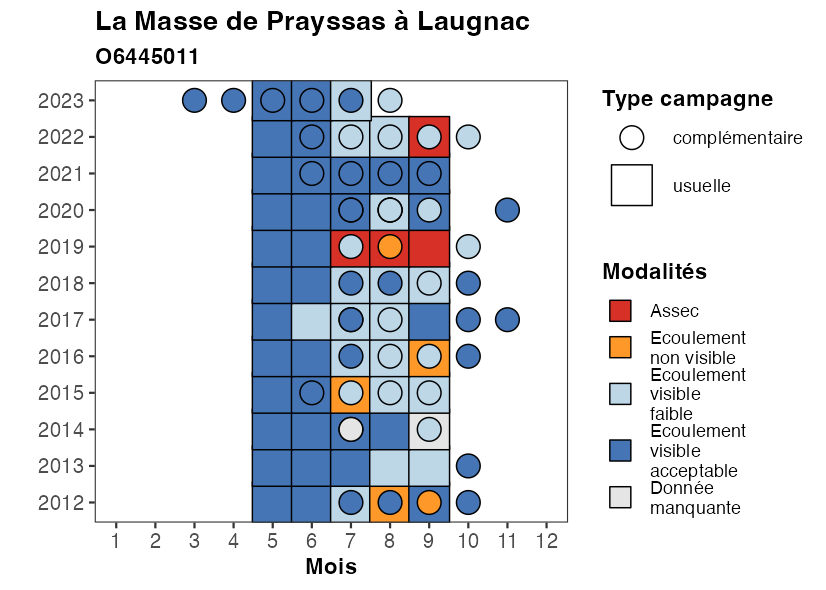 La Masse de Prayssas à Laugnac
O6445011
2023
2022
2021
2020
2019
2018
2017
2016
2015
2014
2013
2012
1 2 3 4 5 6 7 8 9 10 11 12
Mois
Type campagne
complémentaire
usuelle
Modalités
Assec
Ecoulement
non visible
Ecoulement
visible
faible
Ecoulement
visible
acceptable
Donnée
manquante